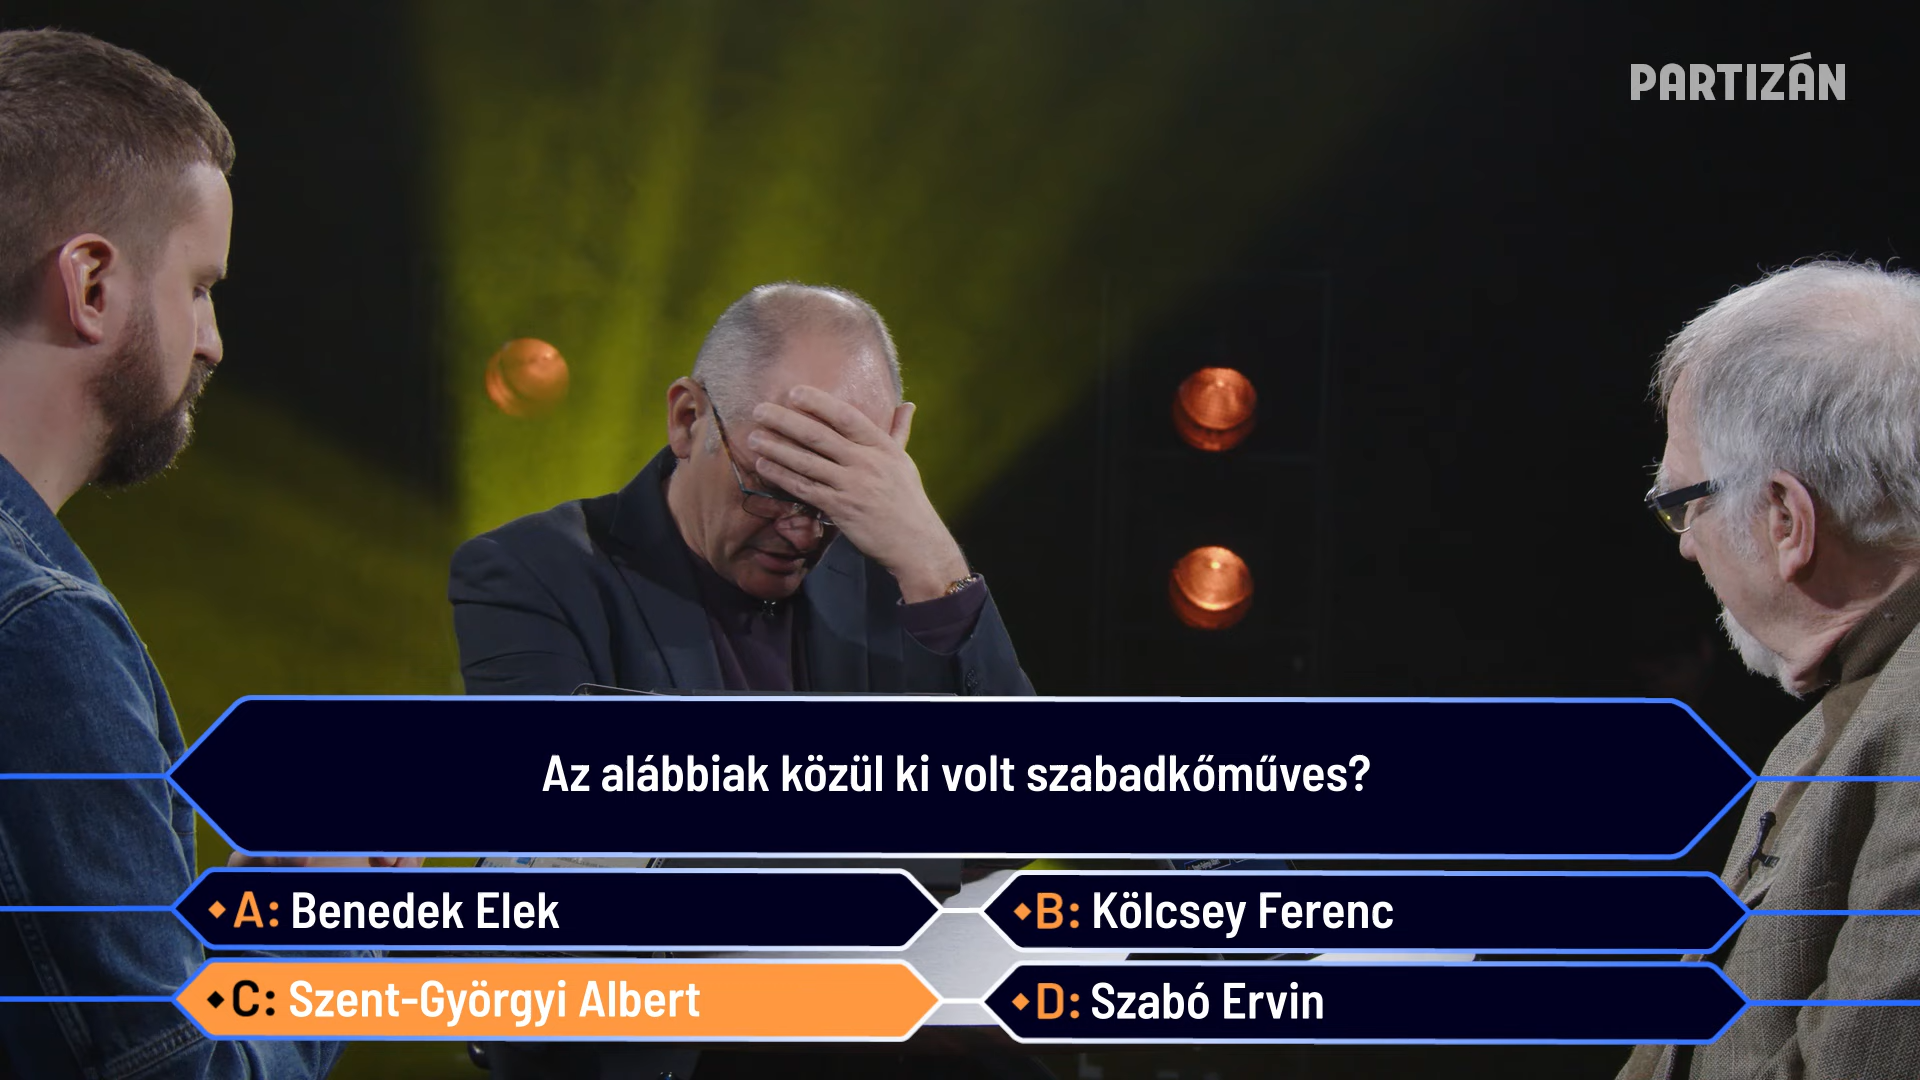 PARTIZÁN
Az alábbiak közül ki volt szabadkőműves?
A: Benedek Elek
B: Kölcsey Ferenc
C: Szent-Györgyi Albert
D: Szabó Ervin